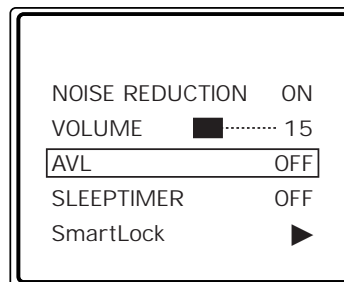 NOISE REDUCTION ON
VOLUME 15
AVL OFF
SLEEPTIMER OFF
SmartLock